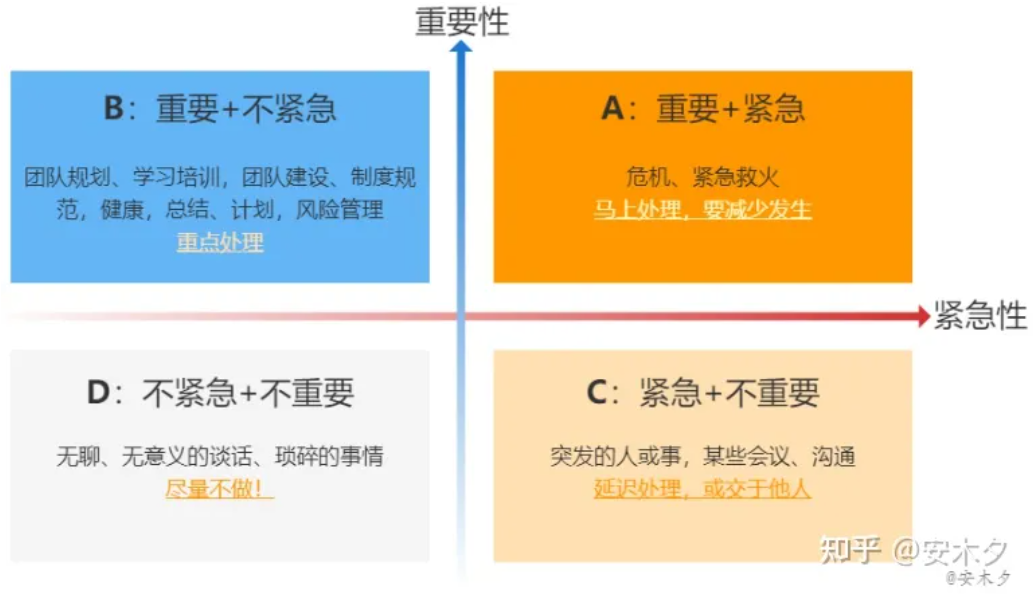 重要性
B：重要+不紧急
团队规划、学习培训，团队建设、制度规
范，健康，总结、计划，风险管理
重点处理
A：重要+紧急
危机、紧急救火
马上处理，要减少发生
紧急性
D：不紧急+不重要
无聊、无意义的谈话、琐碎的事情
尽量不做！
C：紧急+不重要
突发的人或事，某些会议、沟通
延迟处理，或交于他人
知乎 @安木夕
@安木夕